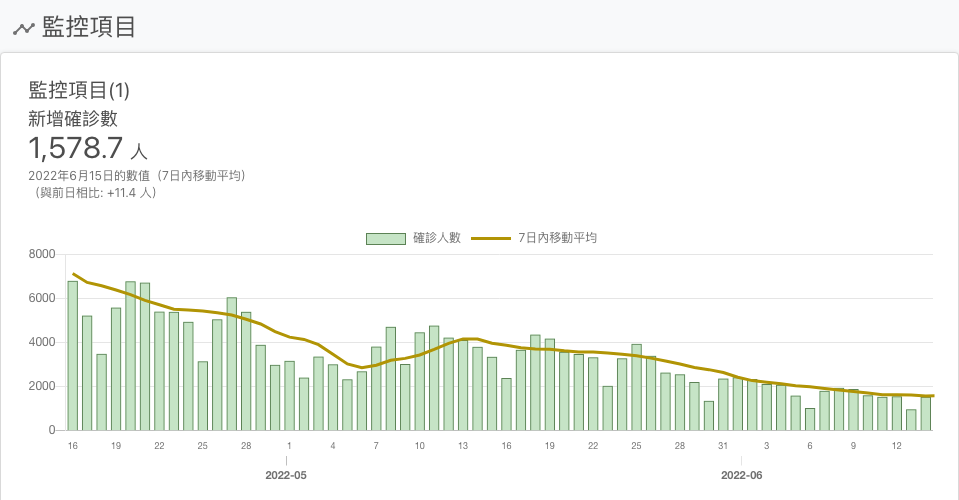 監控項目
監控項目(1)
新增確診數
1,578.7 人
2022年6月15日的數值（7日內移動平均）
（與前日相比: +11.4 人）
確診人數 7日內移動平均
8000
6000
4000
2000
0
16 19 22 25 28 1 4 7 10 13 16 19 22 25 28 31 3 6 9 12
2022-05 2022-06